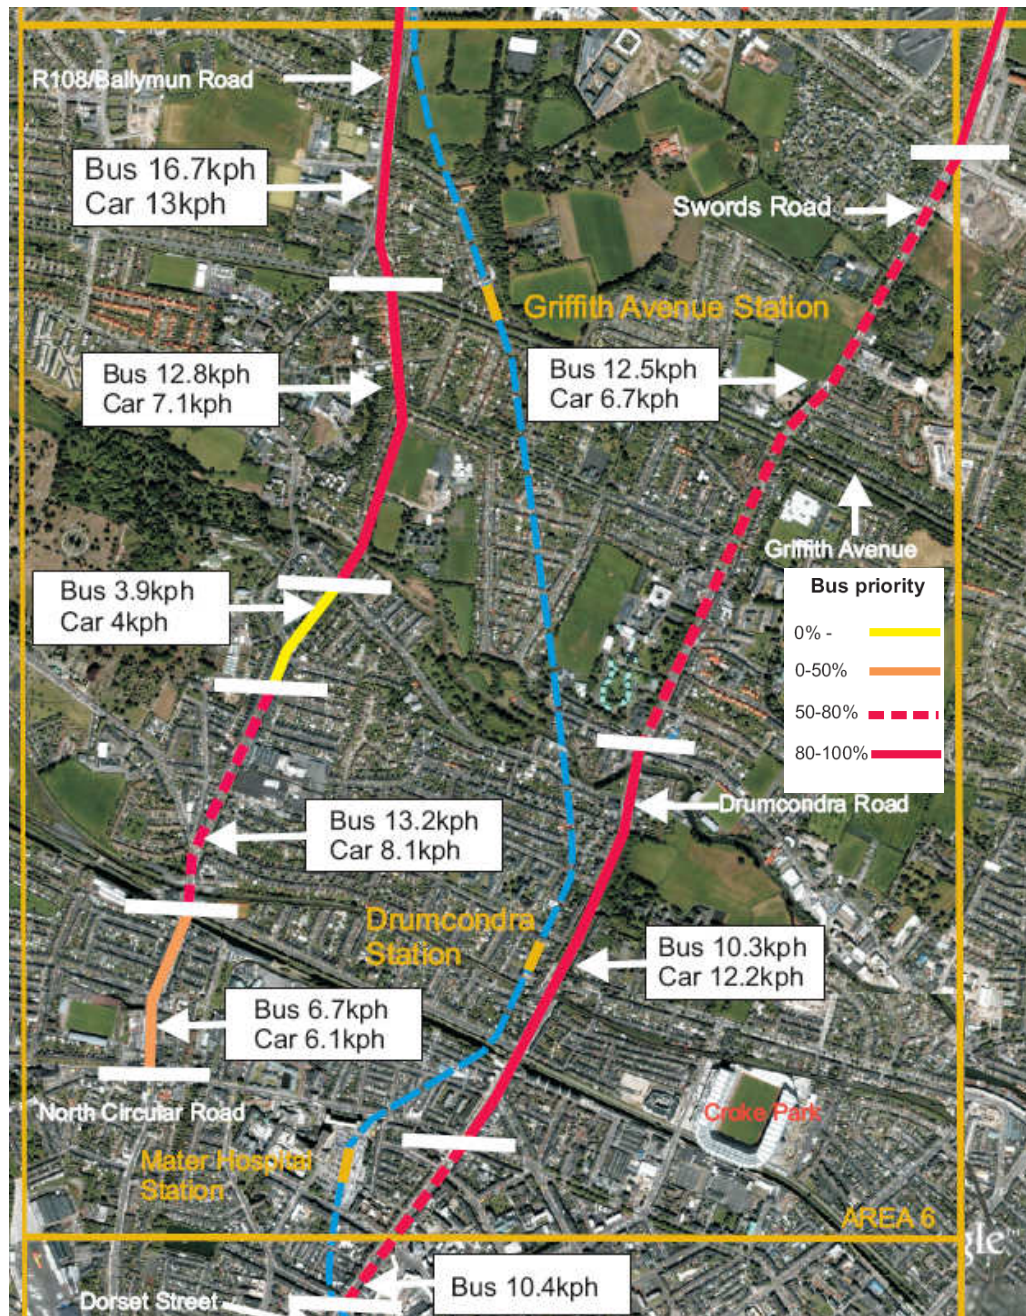 R108/Ballymun Road
Bus 16.7kph
Car 13kph
Swords Road
Griffith Avenue Station
Bus 12.8kph
Car 7.1kph
Bus 12.5kph
Car 6.7kph
Griffith Avenue
Bus 3.9kph
Car 4kph
Bus priority
0% -
0-50%
50-80%
80-100%
Drumcondra Road
Bus 13.2kph
Car 8.1kph
Drumcondra
Station
Bus 10.3kph
Car 12.2kph
Bus 6.7kph
Car 6.1kph
North Circular Road
Croke Park
Mater Hospital
Station
AREA 6
gle
Bus 10.4kph
Dorset Street